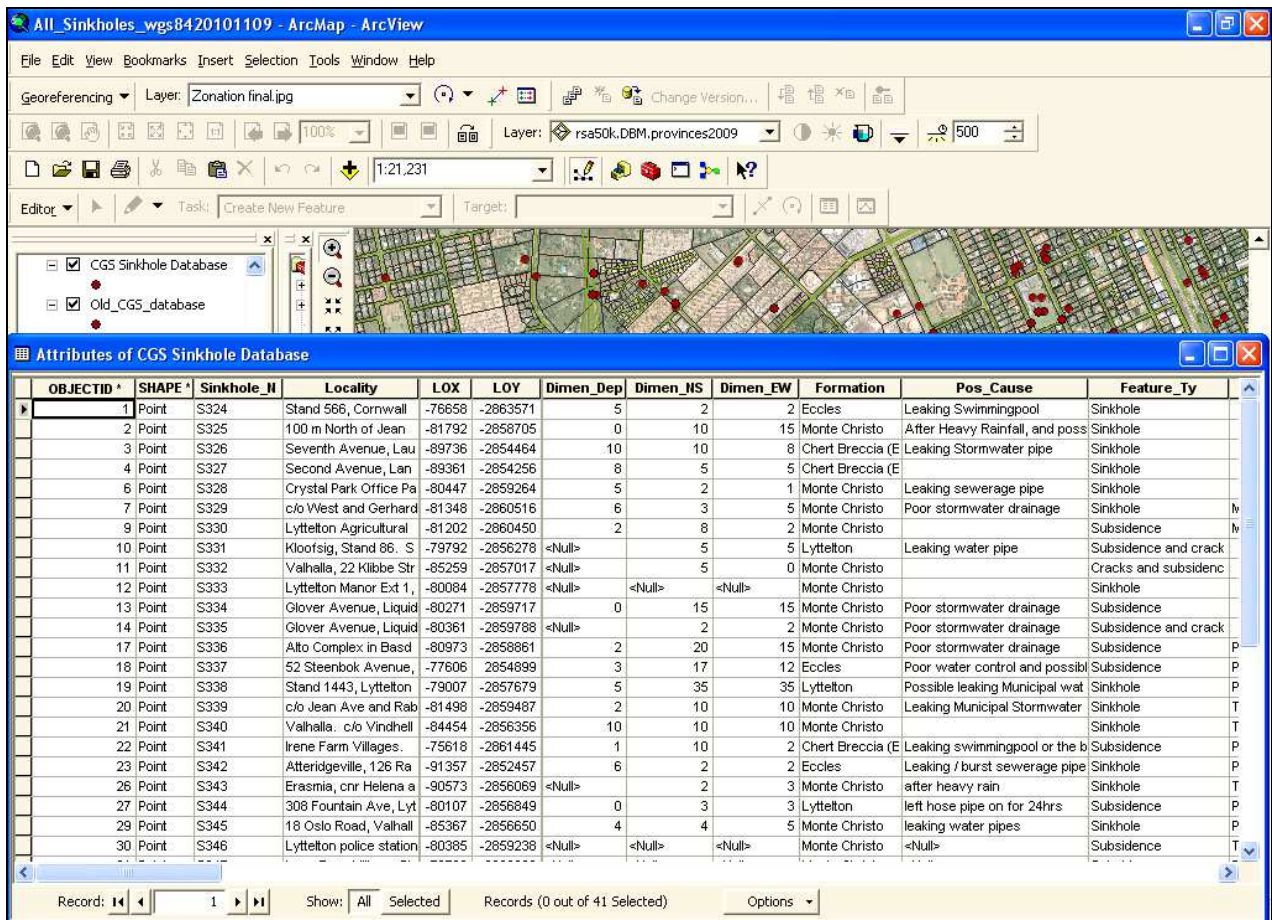 All_Sinkholes_wgs8420101109 - ArcMap - ArcView
File Edit View Bookmarks Insert Selection Tools Window Help
Georeferencing Layer: Zonation final.jpg Change Version...
100% Layer: rsa50k.DBM.provinces2009 500
1:21,231
Editor Task: Create New Feature Target:
CGS Sinkhole Database
Old_CGS_database
Attributes of CGS Sinkhole Database
OBJECTID * SHAPE * Sinkhole_N Locality LOX LOY Dimen_Dep Dimen_NS Dimen_EW Formation Pos_Cause Feature_Ty
1 Point S324 Stand 566, Cornwall -76658 -2863571 5 2 2 Eccles Leaking Swimmingpool Sinkhole
2 Point S325 100 m North of Jean -81792 -2858705 0 10 15 Monte Christo After Heavy Rainfall, and poss Sinkhole
3 Point S326 Seventh Avenue, Lau -89736 -2854464 10 10 8 Chert Breccia (E Leaking Stormwater pipe Sinkhole
4 Point S327 Second Avenue, Lan -89361 -2854256 8 5 5 Chert Breccia (E Sinkhole
6 Point S328 Crystal Park Office Pa -80447 -2859264 5 2 1 Monte Christo Leaking sewerage pipe Sinkhole
7 Point S329 c/o West and Gerhard -81348 -2860516 6 3 5 Monte Christo Poor stormwater drainage Sinkhole
9 Point S330 Lyttelton Agricultural -81202 -2860450 2 8 2 Monte Christo Subsidence
10 Point S331 Kloofsig, Stand 86. S -79792 -2856278 <Null> 5 5 Lyttelton Leaking water pipe Subsidence and crack
11 Point S332 Valhalla, 22 Klibbe Str -85259 -2857017 <Null> 5 0 Monte Christo Cracks and subsidenc
12 Point S333 Lyttelton Manor Ext 1, -80084 -2857778 <Null> <Null> <Null> Monte Christo Sinkhole
13 Point S334 Glover Avenue, Liquid -80271 -2859717 0 15 15 Monte Christo Poor stormwater drainage Subsidence
14 Point S335 Glover Avenue, Liquid -80361 -2859788 <Null> 2 2 Monte Christo Poor stormwater drainage Subsidence and crack
17 Point S336 Alto Complex in Basd -80973 -2858861 2 20 15 Monte Christo Poor stormwater drainage Subsidence P
18 Point S337 52 Steenbok Avenue, -77606 2854899 3 17 12 Eccles Poor water control and possibl Subsidence P
19 Point S338 Stand 1443, Lyttelton -79007 -2857679 5 35 35 Lyttelton Possible leaking Municipal wat Sinkhole P
20 Point S339 c/o Jean Ave and Rab -81498 -2859487 2 10 10 Monte Christo Leaking Municipal Stormwater Sinkhole T
21 Point S340 Valhalla. c/o Vindhell -84454 -2856356 10 10 10 Monte Christo Sinkhole T
22 Point S341 Irene Farm Villages. -75618 -2861445 1 10 2 Chert Breccia (E Leaking swimmingpool or the b Subsidence P
23 Point S342 Atteridgeville, 126 Ra -91357 -2852457 6 2 2 Eccles Leaking / burst sewerage pipe Sinkhole P
26 Point S343 Erasmia, cnr Helena a -90573 -2856069 <Null> 2 3 Monte Christo after heavy rain Sinkhole T
27 Point S344 308 Fountain Ave, Lyt -80107 -2856849 0 3 3 Lyttelton left hose pipe on for 24hrs Subsidence P
29 Point S345 18 Oslo Road, Valhall -85367 -2856650 4 4 5 Monte Christo leaking water pipes Sinkhole P
30 Point S346 Lyttelton police station -80385 -2859238 <Null> <Null> <Null> Monte Christo <Null> Subsidence T
Record: 1 Show: All Selected Records (0 out of 41 Selected) Options